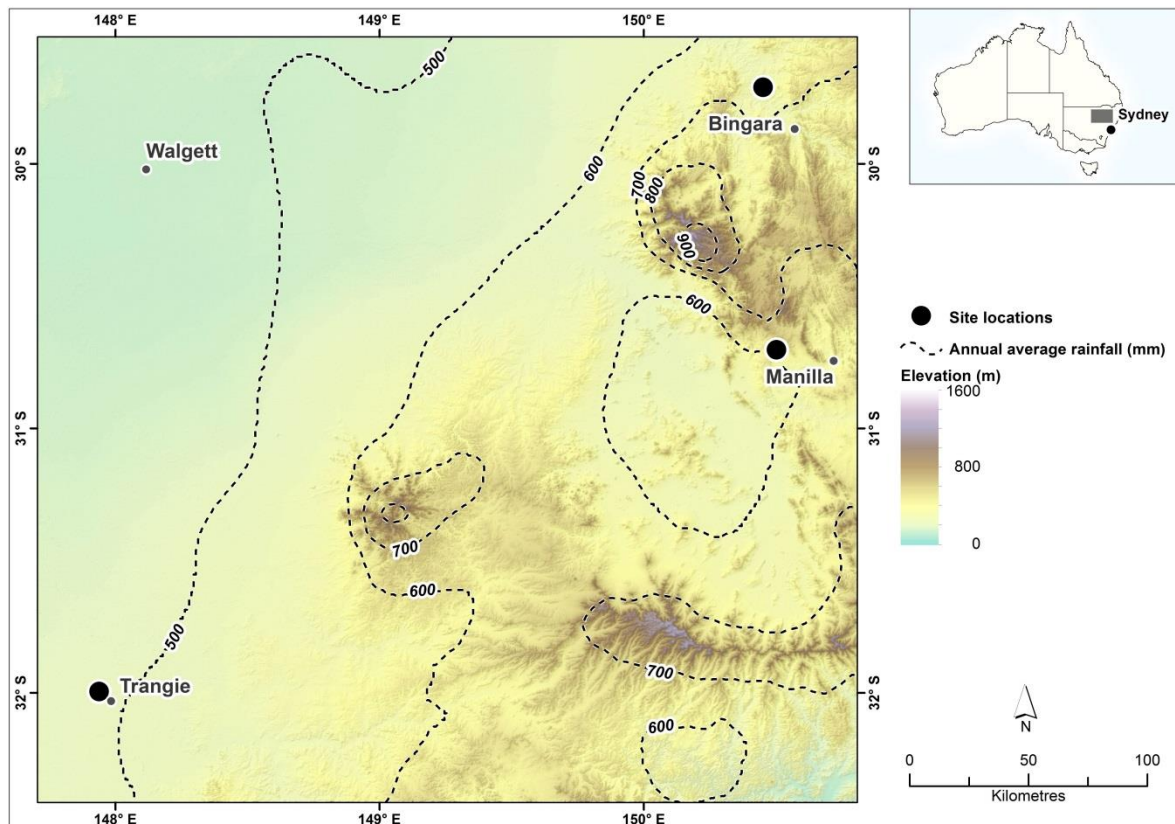 148° E
149° E
150° E
500
Walgett
Bingara
30° S
30° S
600
700
800
900
600
Manilla
31° S
31° S
700
600
500
Trangie
32° S
32° S
700
600
148° E
149° E
150° E
Sydney
Site locations
Annual average rainfall (mm)
Elevation (m)
1600
800
0
N
0 50 100
Kilometres